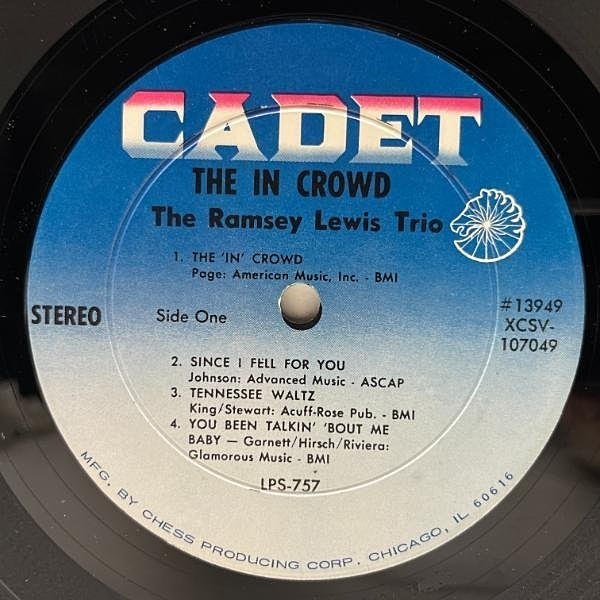 CADET
THE IN CROWD
The Ramsey Lewis Trio
1. THE 'IN' CROWD
Page: American Music, Inc. - BMI
STEREO
Side One
#13949
XCSV-
107049
2. SINCE I FELL FOR YOU
Johnson: Advanced Music - ASCAP
3. TENNESSEE WALTZ
King/Stewart: Acuff-Rose Pub. - BMI
4. YOU BEEN TALKIN' 'BOUT ME
BABY — Garnett/Hirsch/Riviera:
Glamorous Music - BMI
LPS-757
MFG. BY CHESS PRODUCING CORP. CHICAGO, IL 60616